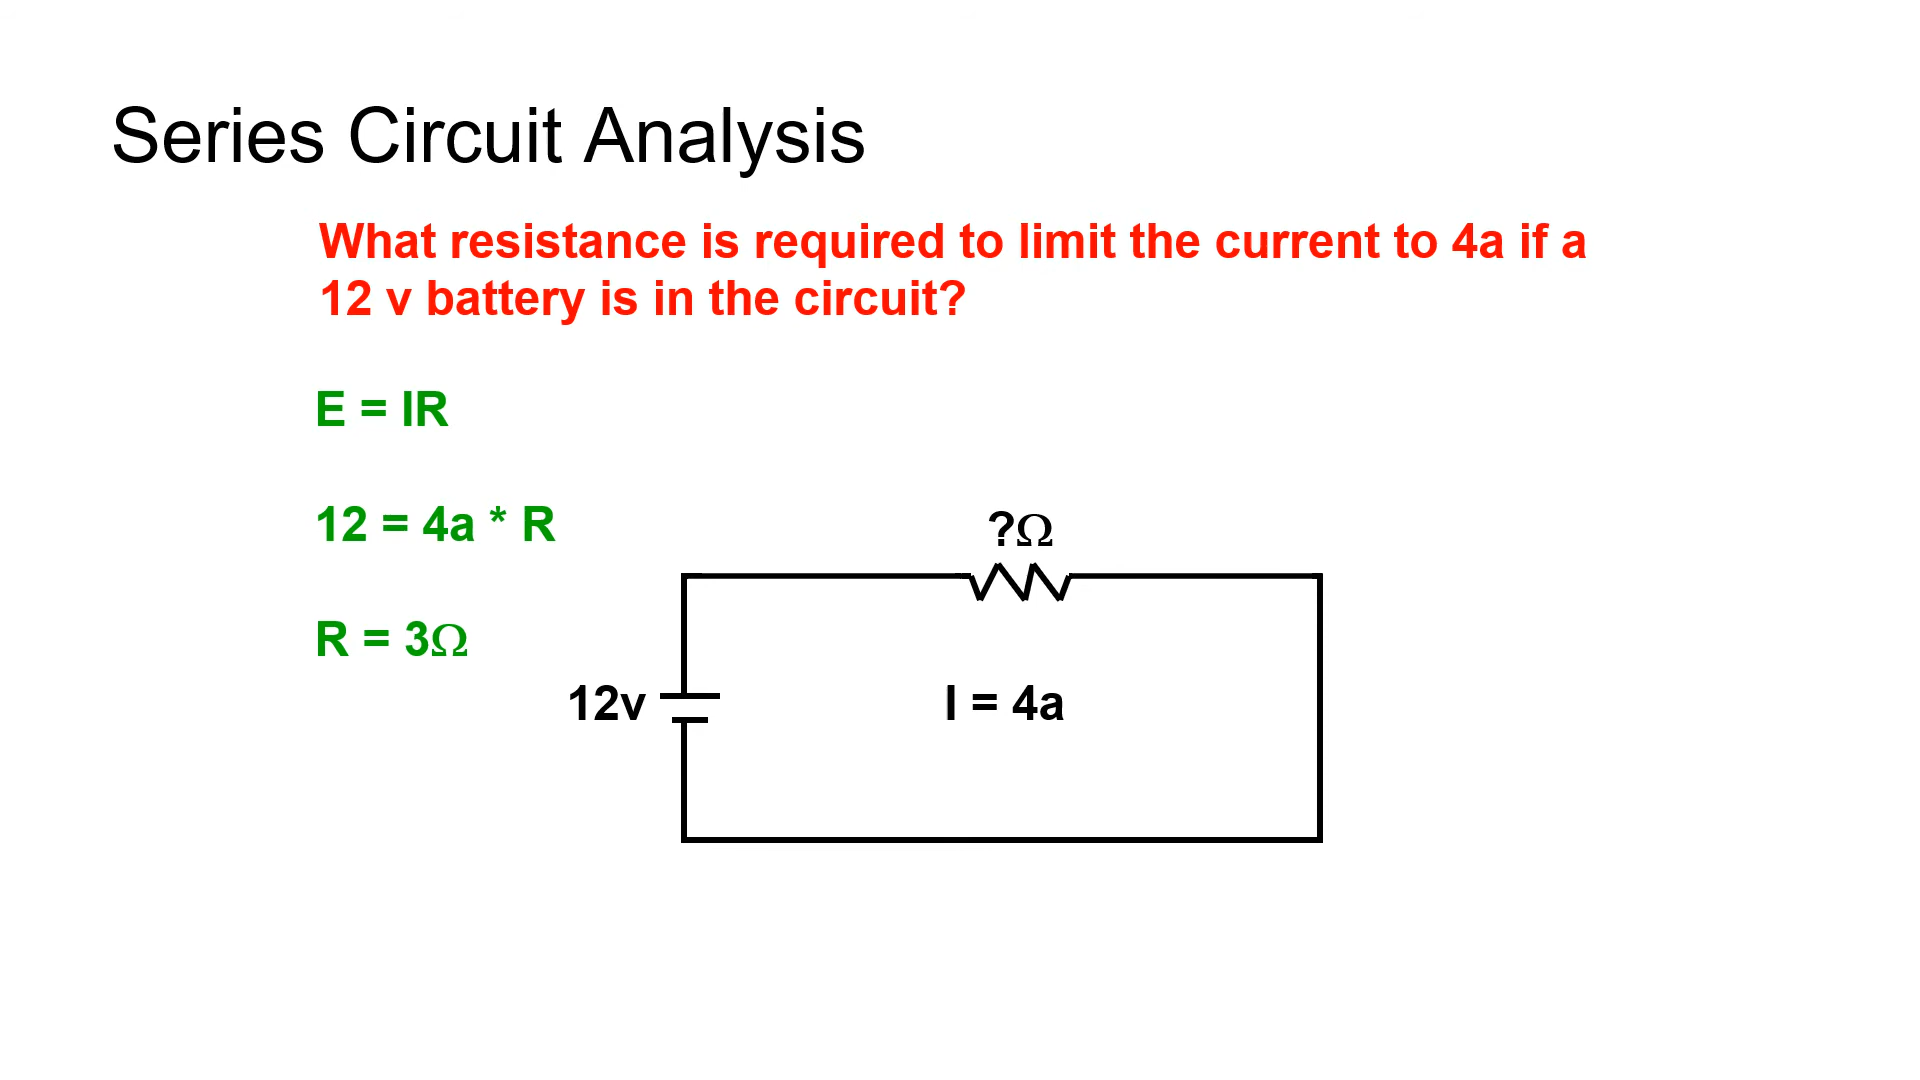 Series Circuit Analysis
What resistance is required to limit the current to 4a if a
12 v battery is in the circuit?
E = IR
12 = 4a * R
R = 3Ω
?Ω
12v
I = 4a